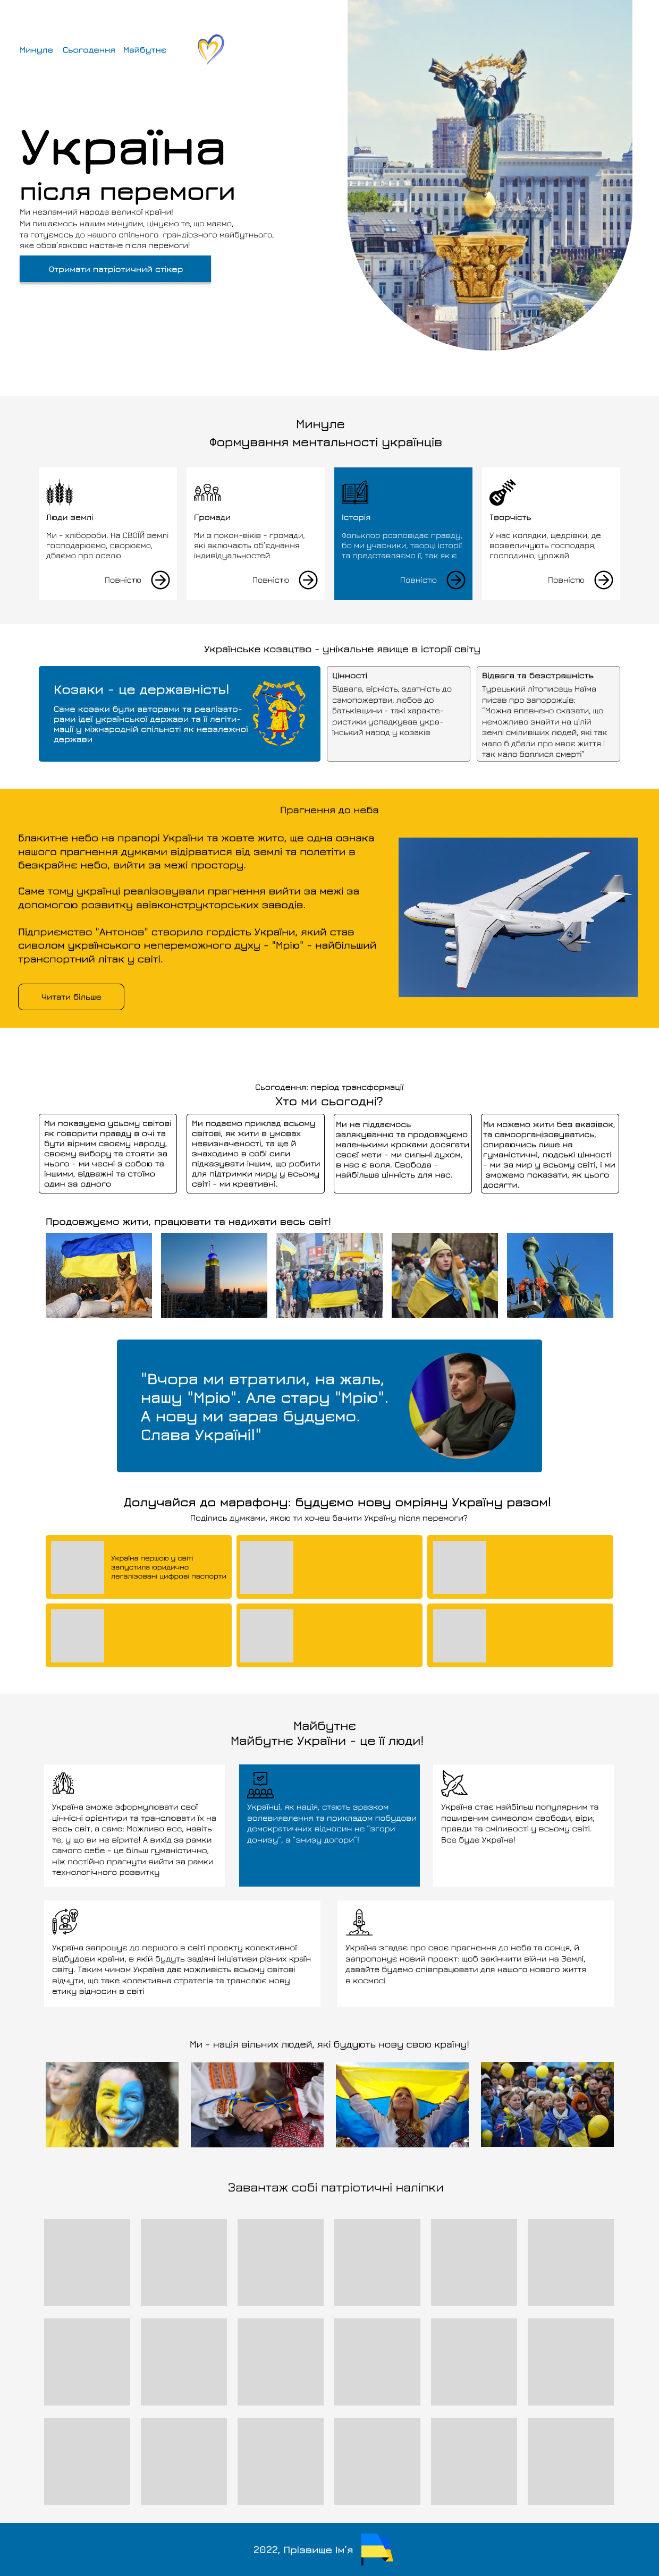 Минуле Сьогодення Майбутнє
Україна
після перемоги
Ми незламний народе великої країни!
Ми пишаємось нашим минулим, цінуємо те, що маємо,
та готуємось до нашого спільного грандіозного майбутнього,
яке обов'язково настане після перемоги!
Отримати патріотичний стікер
Минуле
Формування ментальності українців
Люди землі
Ми - хлібороби. На СВОЇЙ землі
господарюємо, сворюємо,
дбаємо про оселю
Повністю
Громади
Ми з покон-віків - громади,
які включають об'єднання
індивідуальностей
Повністю
Історія
Фольклор розповідає правду,
бо ми учасники, творці історії
та представляємо її, так як є
Повністю
Творчість
У нас колядки, щедрівки, де
возвеличують господаря,
господиню, урожай
Повністю
Українське козацтво - унікальне явище в історії світу
Козаки - це державність!
Саме козаки були авторами та реалізато-
рами ідеї української держави та її легіти-
мації у міжнародній спільноті як незалежної
держави
Цінності
Відвага, вірність, здатність до
самопожертви, любов до
батьківщини - такі характе-
ристики успадкував укра-
їнський народ у козаків
Відвага та безстрашність
Турецький літописець Найма
писав про запорожців:
"Можна впевнено сказати, що
неможливо знайти на цілій
землі сміливіших людей, які так
мало б дбали про мвоє життя і
так мало боялися смерті"
Прагнення до неба
Блакитне небо на прапорі України та жовте жито, ще одна ознака
нашого прагнення думками відірватися від землі та полетіти в
безкрайнє небо, вийти за межі простору.
Саме тому українці реалізовували прагнення вийти за межі за
допомогою розвитку авіаконструкторських заводів.
Підприємство "Антонов" створило гордість України, який став
сиволом українського непереможного духу - "Мрію" - найбільший
транспортний літак у світі.
Читати більше
Сьогодення: період трансформації
Хто ми сьогодні?
Ми показуємо усьому світові
як говорити правду в очі та
бути вірним своєму народу,
своєму вибору та стояти за
нього - ми чесні з собою та
іншими, відважні та стоїмо
один за одного
Ми подаємо приклад всьому
світові, як жити в умовах
невизначеності, та ще й
знаходимо в собі сили
підказувати іншим, що робити
для підтримки миру у всьому
світі - ми креативні.
Ми не піддаємось
залякуванню та продовжуємо
маленькими кроками досягати
своєї мети - ми сильні духом,
в нас є воля. Свобода -
найбільша цінність для нас.
Ми можемо жити без вказівок,
та самоорганізовуватись,
спираючись лише на
гуманістичні, людські цінності
- ми за мир у всьому світі, і ми
зможемо показати, як цього
досягти.
Продовжуємо жити, працювати та надихати весь світ!
"Вчора ми втратили, на жаль,
нашу "Мрію". Але стару "Мрію".
А нову ми зараз будуємо.
Слава Україні!"
Долучайся до марафону: будуємо нову омріяну Україну разом!
Поділись думками, якою ти хочеш бачити Україну після перемоги?
Україна першою у світі
запустила юридично
легалізовані цифрові паспорти
Майбутнє
Майбутнє України - це її люди!
Україна зможе зформулювати свої
ціннісні орієнтири та транслювати їх на
весь світ, а саме: Можливо все, навіть
те, у що ви не вірите! А вихід за рамки
самого себе - це більш гуманістично,
ніж постійно прагнути вийти за рамки
технологічного розвитку
Українці, як нація, стають зразком
волевиявлення та прикладом побудови
демократичних відносин не "згори
донизу", а "знизу догори"!
Україна стає найбільш популярним та
поширеним символом свободи, віри,
правди та сміливості у всьому світі.
Все буде Україна!
Україна запрошує до першого в світі проекту колективної
відбудови країни, в якій будуть задіяні ініціативи різних країн
світу. Таким чином Україна дає можливість всьому світові
відчути, що таке колективна стратегія та транслює нову
етику відносин в світі
Україна згадає про своє прагнення до неба та сонця, й
запропонує новий проект: щоб закінчити війни на Землі,
давайте будемо співпрацювати для нашого нового життя
в космосі
Ми - нація вільних людей, які будують нову свою країну!
Завантаж собі патріотичні наліпки
2022, Прізвище Ім'я